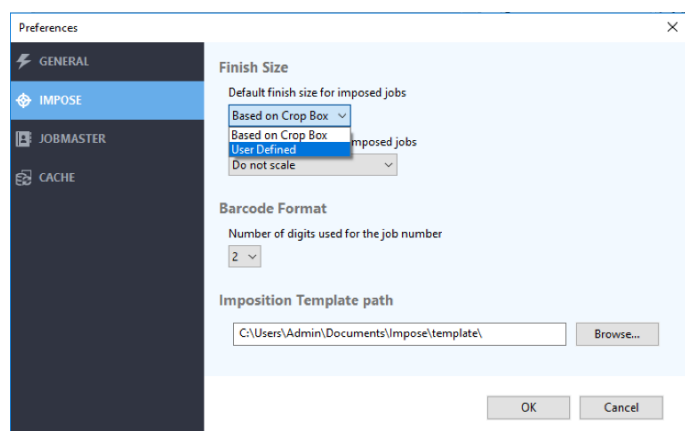 Preferences
GENERAL
IMPOSE
JOBMASTER
CACHE
Finish Size
Default finish size for imposed jobs
Based on Crop Box
Based on Crop Box
User Defined
mposed jobs
Do not scale
Barcode Format
Number of digits used for the job number
2
Imposition Template path
C:\Users\Admin\Documents\Impose\template\
Browse...
OK
Cancel